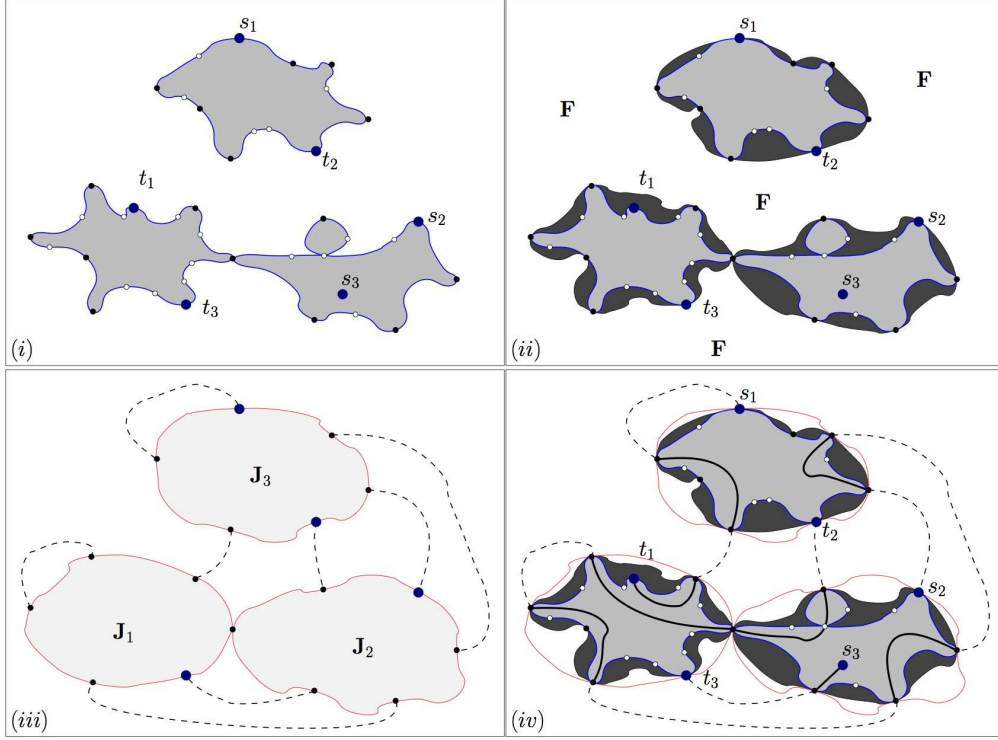 s₁
t₂
t₁
s₂
s₃
t₃
(i)
s₁
F
F
t₂
t₁
F
s₂
s₃
t₃
F
(ii)
J₃
J₁
J₂
(iii)
s₁
t₂
t₁
s₂
s₃
t₃
(iv)